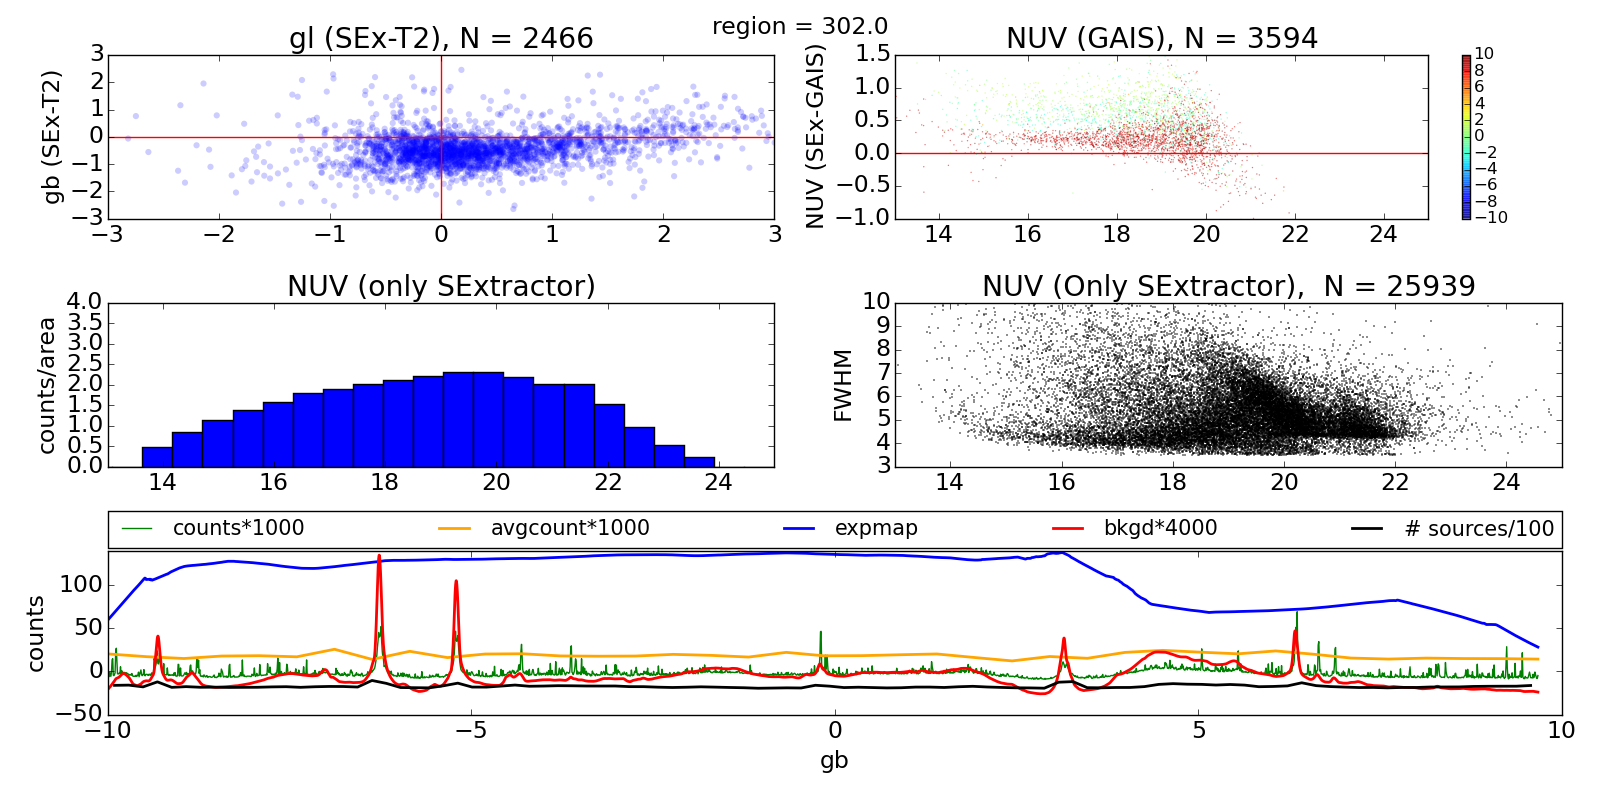 region = 302.0
gl (SEx-T2), N = 2466
gb (SEx-T2)
3
2
1
0
−1
−2
−3
−3 −2 −1 0 1 2 3
NUV (GAIS), N = 3594
NUV (SEx-GAIS)
1.5
1.0
0.5
0.0
−0.5
−1.0
14 16 18 20 22 24
10
8
6
4
2
0
−2
−4
−6
−8
−10
NUV (only SExtractor)
counts/area
4.0
3.5
3.0
2.5
2.0
1.5
1.0
0.5
0.0
14 16 18 20 22 24
NUV (Only SExtractor), N = 25939
FWHM
10
9
8
7
6
5
4
3
14 16 18 20 22 24
counts*1000 avgcount*1000 expmap bkgd*4000 # sources/100
counts
100
50
0
−50
−10 −5 0 5 10
gb